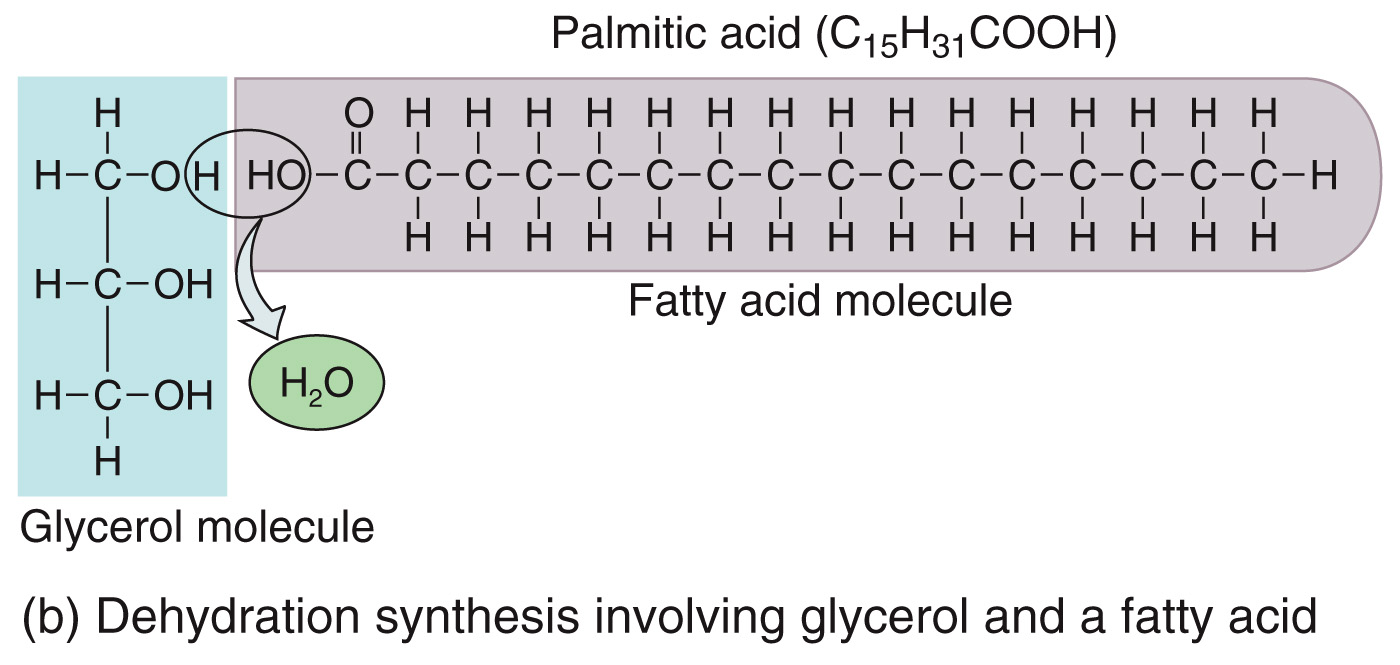 Palmitic acid (C₁₅H₃₁COOH)
H O H H H H H H H H H H H H H H H
H–C–OH HO–C–C–C–C–C–C–C–C–C–C–C–C–C–C–C–C–H
H H H H H H H H H H H H H H H
H–C–OH
Fatty acid molecule
H₂O
H–C–OH
H
Glycerol molecule
(b) Dehydration synthesis involving glycerol and a fatty acid